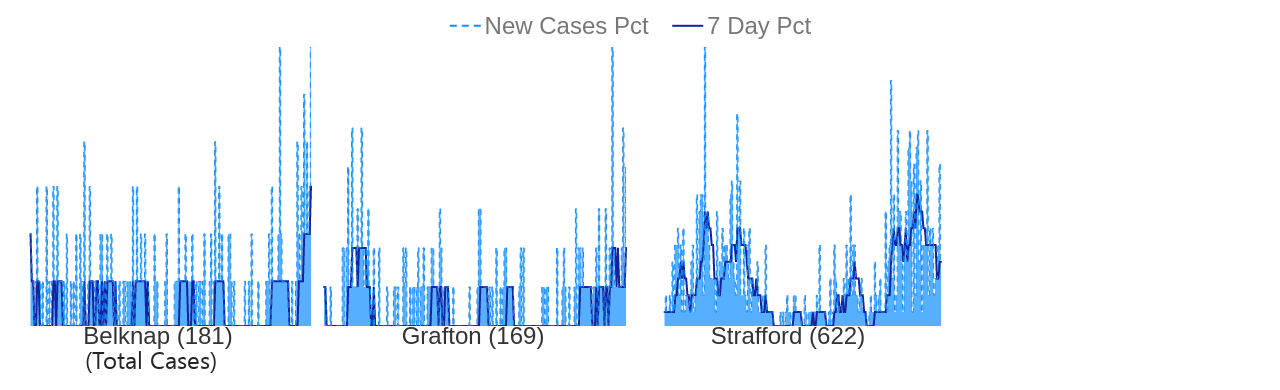 New Cases Pct 7 Day Pct
Belknap (181) Grafton (169) Strafford (622)
(Total Cases)